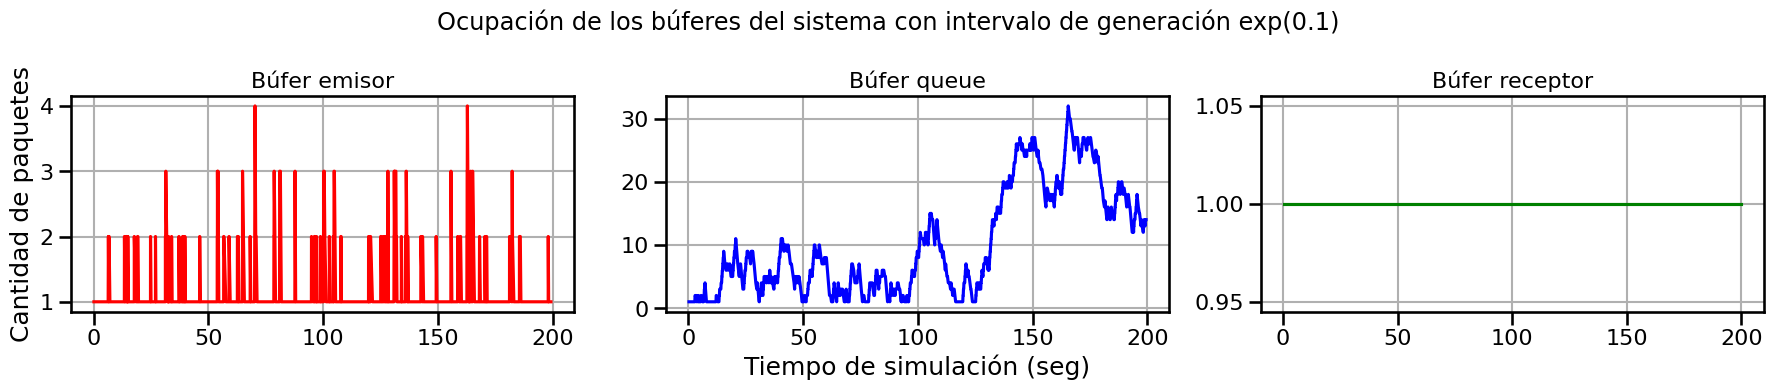 Ocupación de los búferes del sistema con intervalo de generación exp(0.1)
Búfer emisor
Cantidad de paquetes
4
3
2
1
0 50 100 150 200
Búfer queue
30
20
10
0
0 50 100 150 200
Tiempo de simulación (seg)
Búfer receptor
1.05
1.00
0.95
0 50 100 150 200